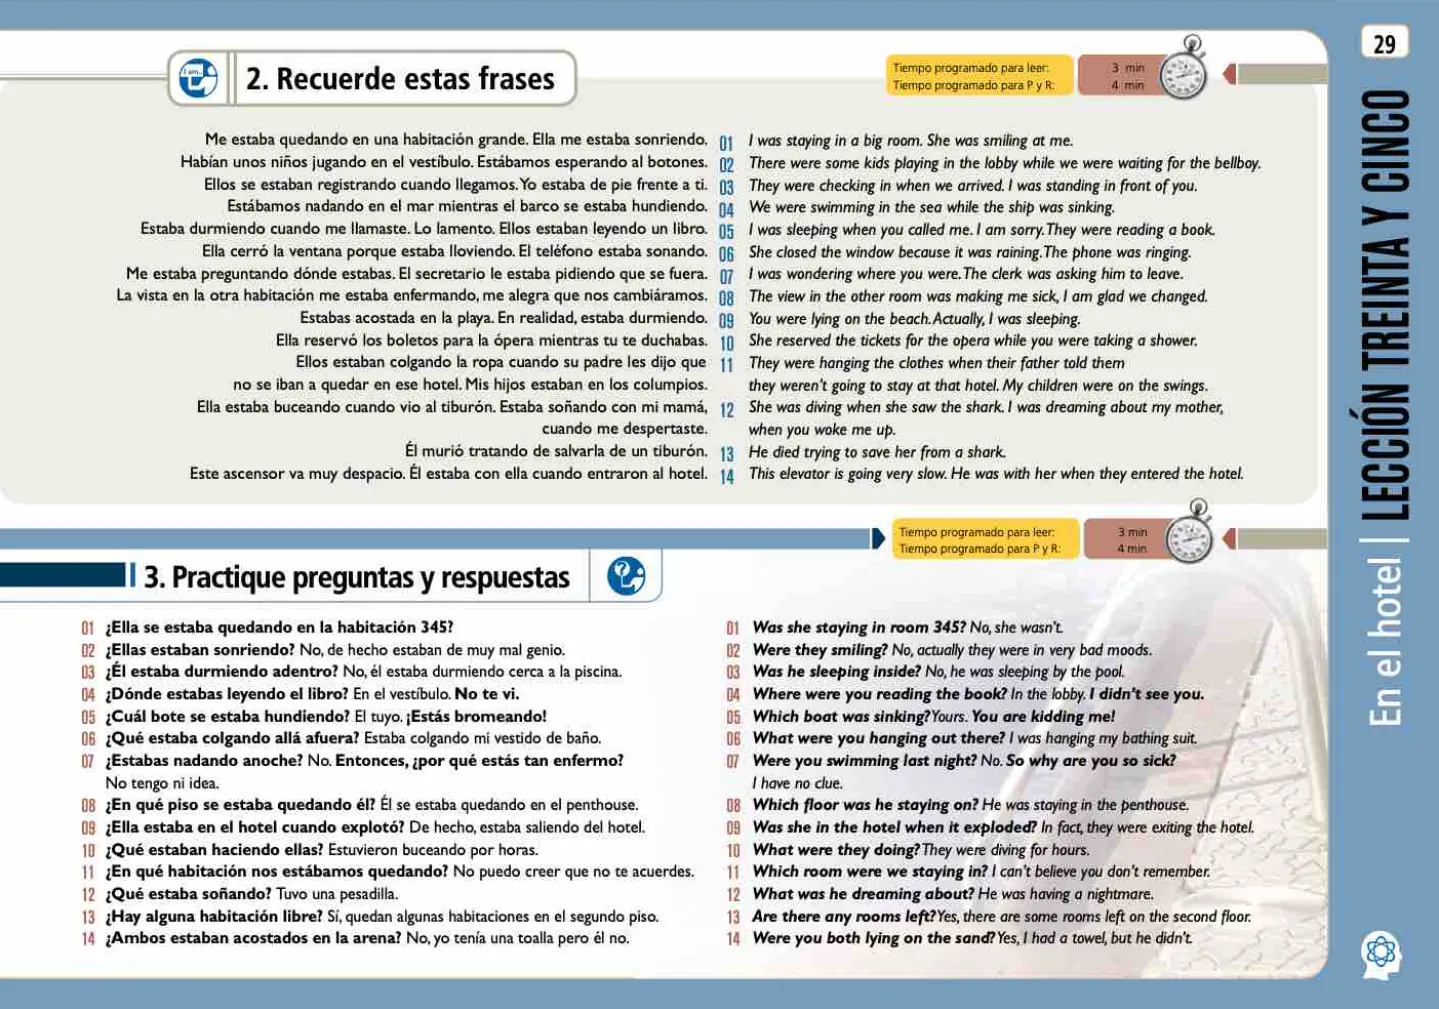 29
I am...
2. Recuerde estas frases
Tiempo programado para leer: 3 min
Tiempo programado para P y R: 4 min
Me estaba quedando en una habitación grande. Ella me estaba sonriendo. 01 I was staying in a big room. She was smiling at me.
Habían unos niños jugando en el vestíbulo. Estábamos esperando al botones. 02 There were some kids playing in the lobby while we were waiting for the bellboy.
Ellos se estaban registrando cuando llegamos. Yo estaba de pie frente a ti. 03 They were checking in when we arrived. I was standing in front of you.
Estábamos nadando en el mar mientras el barco se estaba hundiendo. 04 We were swimming in the sea while the ship was sinking.
Estaba durmiendo cuando me llamaste. Lo lamento. Ellos estaban leyendo un libro. 05 I was sleeping when you called me. I am sorry. They were reading a book.
Ella cerró la ventana porque estaba lloviendo. El teléfono estaba sonando. 06 She closed the window because it was raining. The phone was ringing.
Me estaba preguntando dónde estabas. El secretario le estaba pidiendo que se fuera. 07 I was wondering where you were. The clerk was asking him to leave.
La vista en la otra habitación me estaba enfermando, me alegra que nos cambiáramos. 08 The view in the other room was making me sick, I am glad we changed.
Estabas acostada en la playa. En realidad, estaba durmiendo. 09 You were lying on the beach. Actually, I was sleeping.
Ella reservó los boletos para la ópera mientras tu te duchabas. 10 She reserved the tickets for the opera while you were taking a shower.
Ellos estaban colgando la ropa cuando su padre les dijo que 11 They were hanging the clothes when their father told them
no se iban a quedar en ese hotel. Mis hijos estaban en los columpios. they weren't going to stay at that hotel. My children were on the swings.
Ella estaba buceando cuando vio al tiburón. Estaba soñando con mi mamá, 12 She was diving when she saw the shark. I was dreaming about my mother,
cuando me despertaste. when you woke me up.
Él murió tratando de salvarla de un tiburón. 13 He died trying to save her from a shark.
Este ascensor va muy despacio. Él estaba con ella cuando entraron al hotel. 14 This elevator is going very slow. He was with her when they entered the hotel.
Tiempo programado para leer: 3 min
Tiempo programado para P y R: 4 min
3. Practique preguntas y respuestas
01 ¿Ella se estaba quedando en la habitación 345?
02 ¿Ellas estaban sonriendo? No, de hecho estaban de muy mal genio.
03 ¿Él estaba durmiendo adentro? No, él estaba durmiendo cerca a la piscina.
04 ¿Dónde estabas leyendo el libro? En el vestíbulo. No te vi.
05 ¿Cuál bote se estaba hundiendo? El tuyo. ¡Estás bromeando!
06 ¿Qué estaba colgando allá afuera? Estaba colgando mi vestido de baño.
07 ¿Estabas nadando anoche? No. Entonces, ¿por qué estás tan enfermo?
No tengo ni idea.
08 ¿En qué piso se estaba quedando él? Él se estaba quedando en el penthouse.
09 ¿Ella estaba en el hotel cuando explotó? De hecho, estaba saliendo del hotel.
10 ¿Qué estaban haciendo ellas? Estuvieron buceando por horas.
11 ¿En qué habitación nos estábamos quedando? No puedo creer que no te acuerdes.
12 ¿Qué estaba soñando? Tuvo una pesadilla.
13 ¿Hay alguna habitación libre? Sí, quedan algunas habitaciones en el segundo piso.
14 ¿Ambos estaban acostados en la arena? No, yo tenía una toalla pero él no.
01 Was she staying in room 345? No, she wasn't.
02 Were they smiling? No, actually they were in very bad moods.
03 Was he sleeping inside? No, he was sleeping by the pool.
04 Where were you reading the book? In the lobby. I didn't see you.
05 Which boat was sinking? Yours. You are kidding me!
06 What were you hanging out there? I was hanging my bathing suit.
07 Were you swimming last night? No. So why are you so sick?
I have no clue.
08 Which floor was he staying on? He was staying in the penthouse.
09 Was she in the hotel when it exploded? In fact, they were exiting the hotel.
10 What were they doing? They were diving for hours.
11 Which room were we staying in? I can't believe you don't remember.
12 What was he dreaming about? He was having a nightmare.
13 Are there any rooms left? Yes, there are some rooms left on the second floor.
14 Were you both lying on the sand? Yes, I had a towel, but he didn't.
En el hotel | LECCIÓN TREINTA Y CINCO